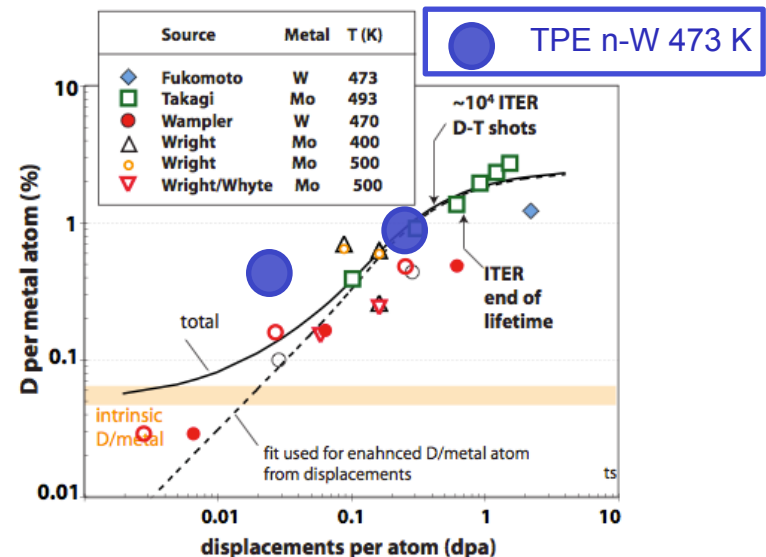 Source Metal T (K)
Fukomoto W 473
Takagi Mo 493
Wampler W 470
Wright Mo 400
Wright Mo 500
Wright/Whyte Mo 500
TPE n-W 473 K
~10⁴ ITER
D-T shots
10
1
0.1
0.01
D per metal atom (%)
total
ITER
end of
lifetime
intrinsic
D/metal
fit used for enahnced D/metal atom
from displacements
ts
0.01
0.1
1
10
displacements per atom (dpa)